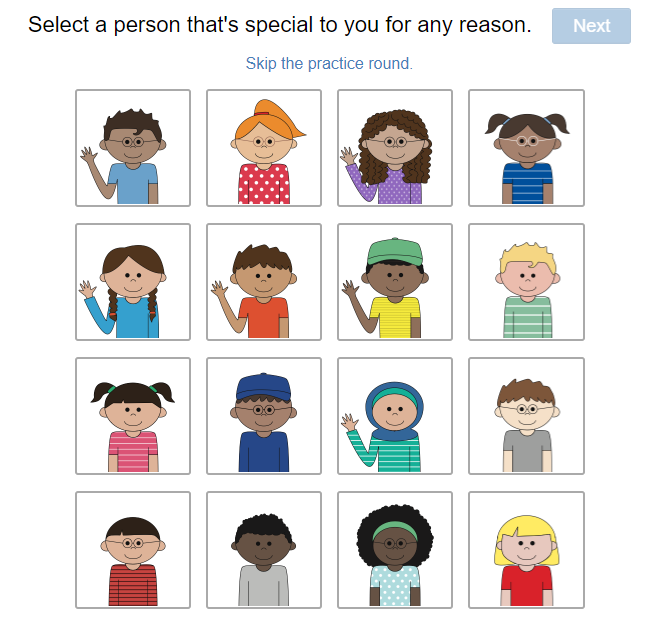 Select a person that's special to you for any reason. Next
Skip the practice round.